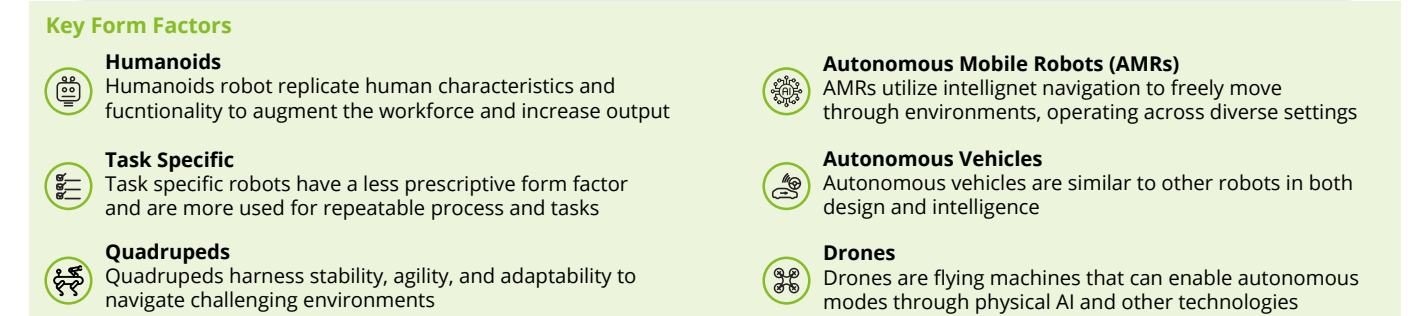 Key Form Factors
Humanoids
Humanoids robot replicate human characteristics and
fucntionality to augment the workforce and increase output
Task Specific
Task specific robots have a less prescriptive form factor
and are more used for repeatable process and tasks
Quadrupeds
Quadrupeds harness stability, agility, and adaptability to
navigate challenging environments
Autonomous Mobile Robots (AMRs)
AMRs utilize intellignet navigation to freely move
through environments, operating across diverse settings
Autonomous Vehicles
Autonomous vehicles are similar to other robots in both
design and intelligence
Drones
Drones are flying machines that can enable autonomous
modes through physical AI and other technologies
AI